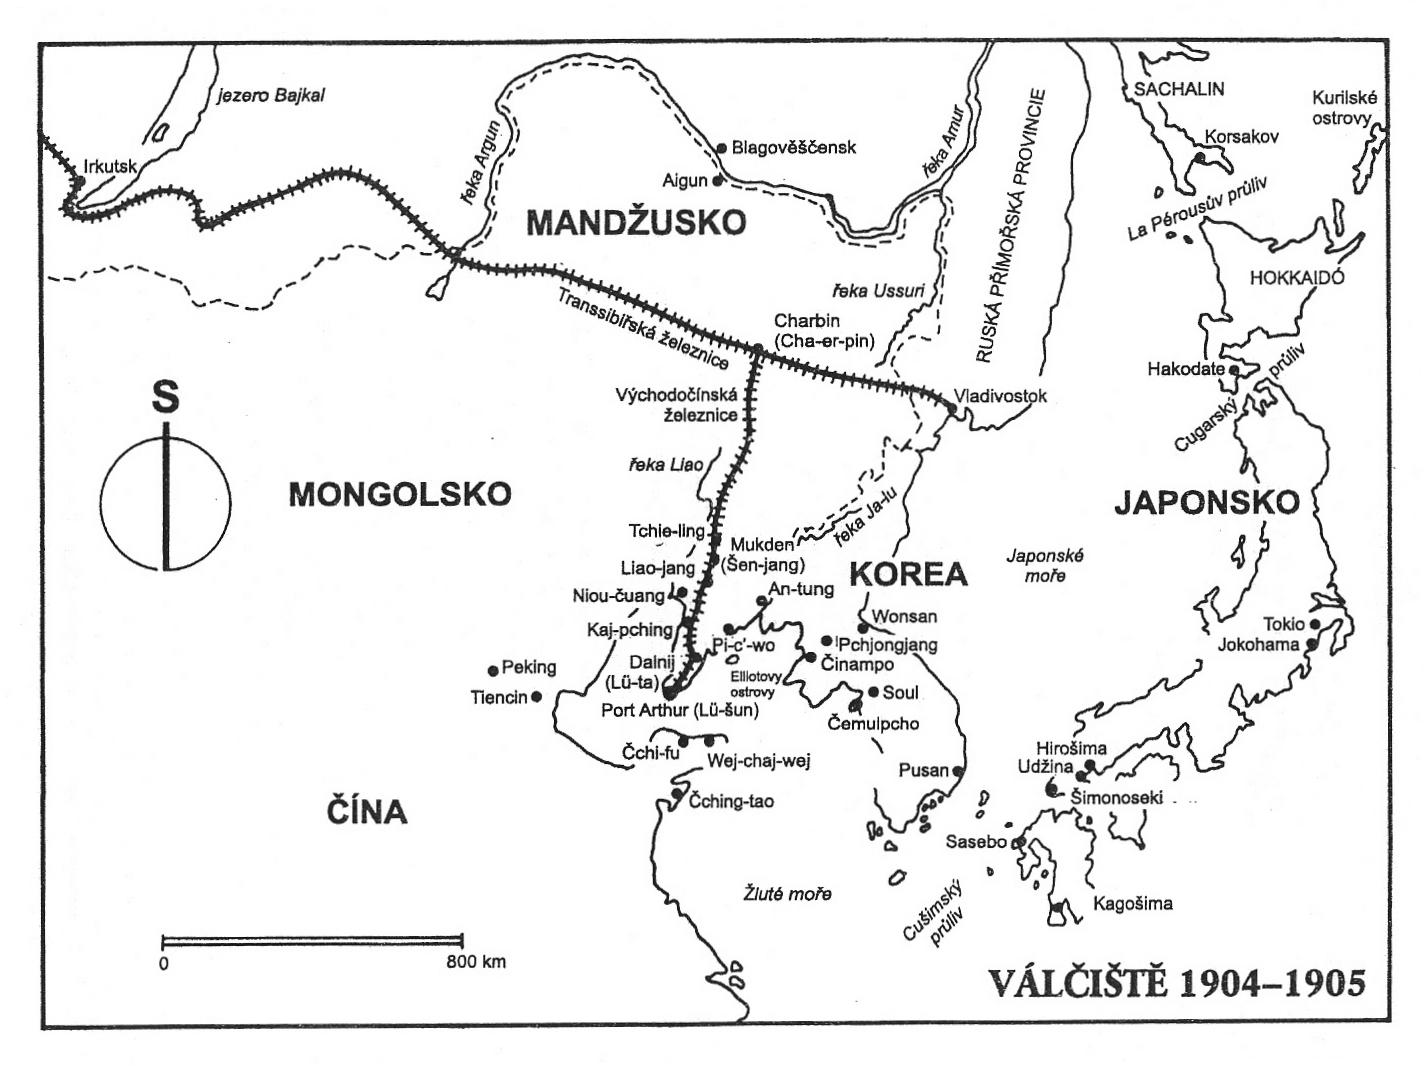 jezero Bajkal
Irkutsk
řeka Argun
Blagověščensk
Aigun
řeka Amur
RUSKÁ PŘÍMOŘSKÁ PROVINCIE
SACHALIN
Kurilské
ostrovy
Korsakov
La Pérousův průliv
MANDŽUSKO
HOKKAIDÓ
řeka Ussuri
Transsibiřská železnice
Charbin
(Cha-er-pin)
Hakodate
Cugarský průliv
Východočínská
železnice
Vladivostok
S
řeka Liao
MONGOLSKO
JAPONSKO
Tchie-ling
Mukden
(Šen-jang)
řeka Ja-lu
Japonské
moře
Liao-jang
KOREA
Niou-čuang
An-tung
Wonsan
Kaj-pching
Pi-c'-wo
Pchjongjang
Tokio
Jokohama
Peking
Dalnij
(Lü-ta)
Činampo
Elliotovy
ostrovy
Tiencin
Port Arthur (Lü-šun)
Soul
Čemulpcho
Čchi-fu
Wej-chaj-wej
Hirošima
Udžina
Pusan
Šimonoseki
Čching-tao
ČÍNA
Sasebo
Žluté moře
Cušimský
průliv
Kagošima
0
800 km
VÁLČIŠTĚ 1904–1905